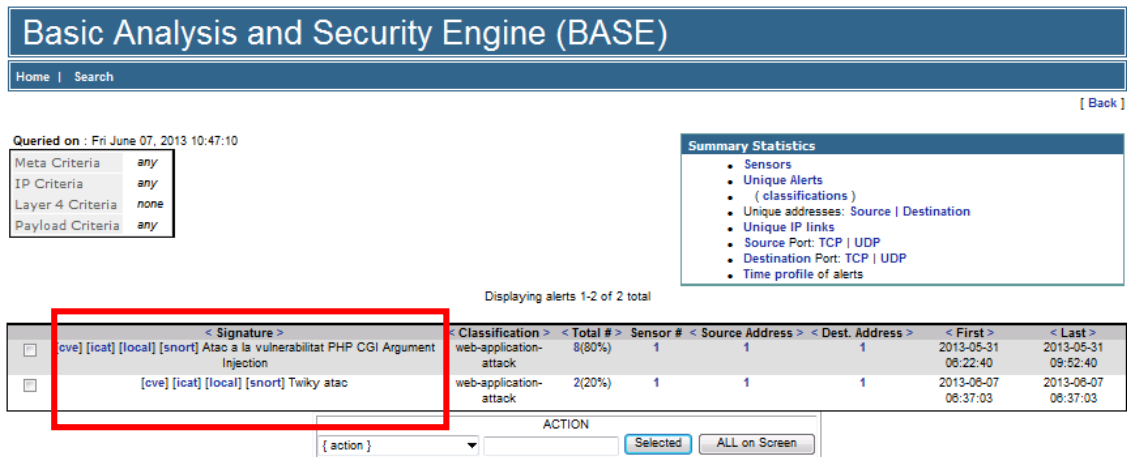 Basic Analysis and Security Engine (BASE)
Home | Search
[ Back ]
Queried on : Fri June 07, 2013 10:47:10
Meta Criteria any
IP Criteria any
Layer 4 Criteria none
Payload Criteria any
Summary Statistics
• Sensors
• Unique Alerts
• ( classifications )
• Unique addresses: Source | Destination
• Unique IP links
• Source Port: TCP | UDP
• Destination Port: TCP | UDP
• Time profile of alerts
Displaying alerts 1-2 of 2 total
< Signature > < Classification > < Total # > Sensor # < Source Address > < Dest. Address > < First > < Last >
[cve] [icat] [local] [snort] Atac a la vulnerabilitat PHP CGI Argument web-application- 8(80%) 1 1 1 2013-05-31 2013-05-31
Injection attack 06:22:40 09:52:40
[cve] [icat] [local] [snort] Twiky atac web-application- 2(20%) 1 1 1 2013-06-07 2013-06-07
attack 06:37:03 06:37:03
ACTION
{ action } Selected ALL on Screen